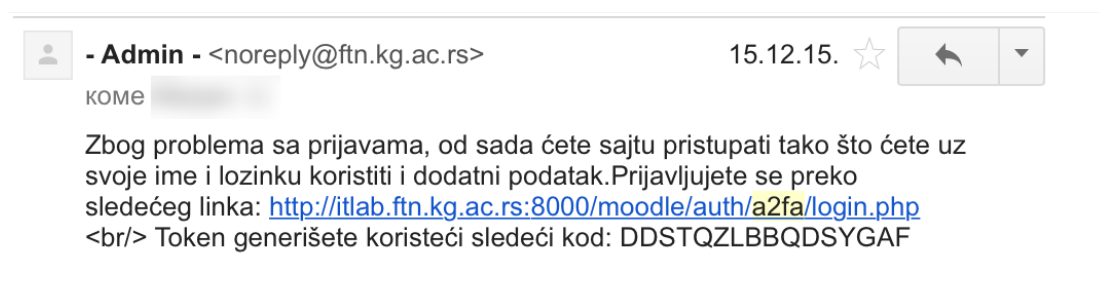 - Admin - <noreply@ftn.kg.ac.rs>
15.12.15.
коме
Zbog problema sa prijavama, od sada ćete sajtu pristupati tako što ćete uz
svoje ime i lozinku koristiti i dodatni podatak.Prijavljujete se preko
sledećeg linka: http://itlab.ftn.kg.ac.rs:8000/moodle/auth/a2fa/login.php
<br/> Token generišete koristeći sledeći kod: DDSTQZLBBQDSYGAF